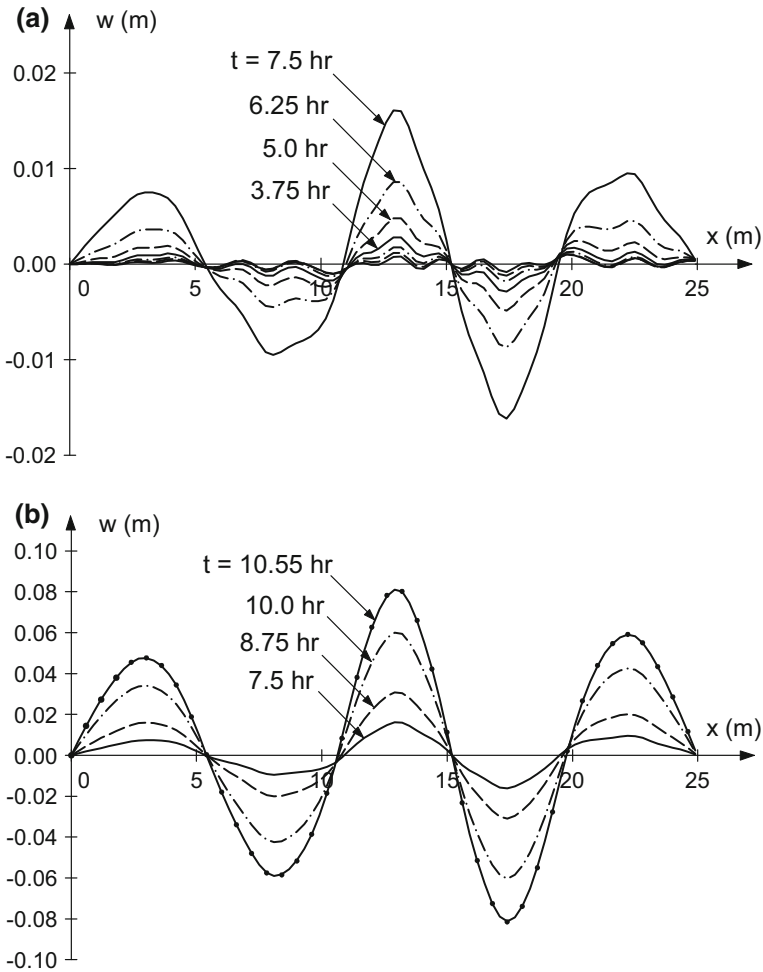 (a) w (m)
0.02
0.01
0.00
-0.01
-0.02
t = 7.5 hr
6.25 hr
5.0 hr
3.75 hr
x (m)
0 5 10 15 20 25
(b) w (m)
0.10
0.08
0.06
0.04
0.02
0.00
-0.02
-0.04
-0.06
-0.08
-0.10
t = 10.55 hr
10.0 hr
8.75 hr
7.5 hr
x (m)
0 5 10 15 20 25